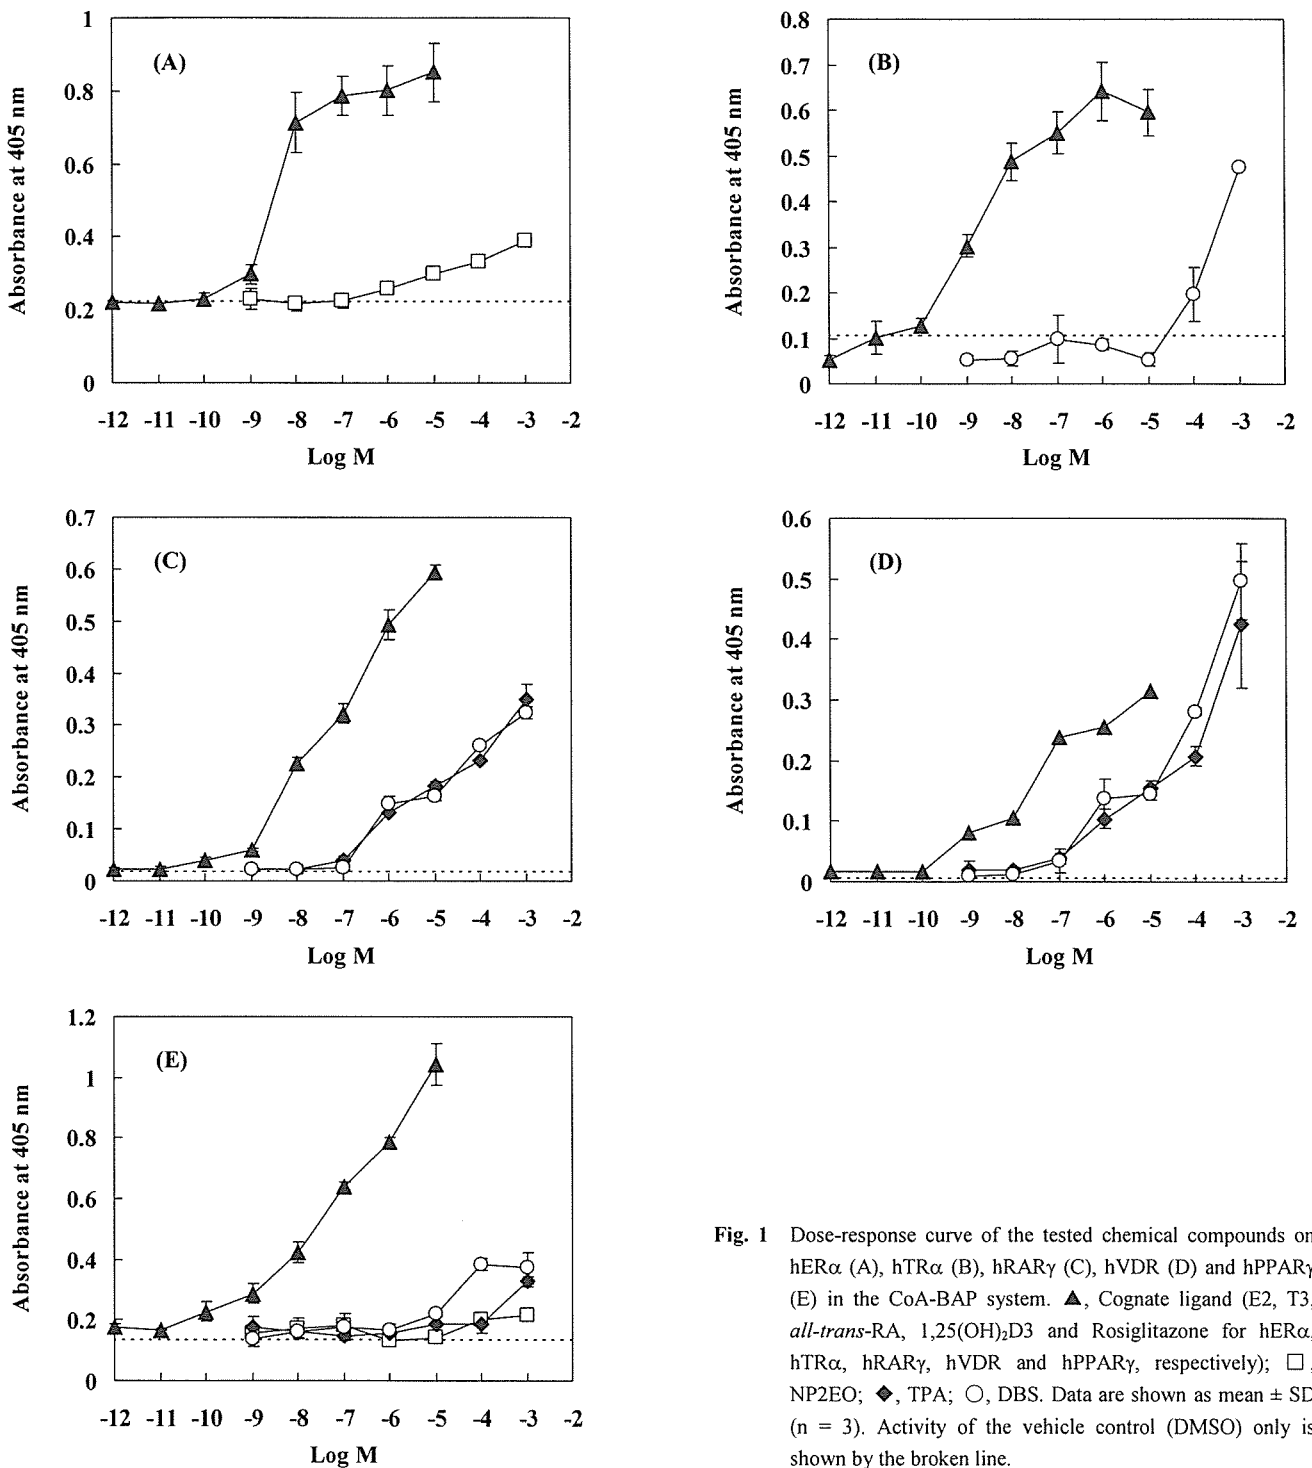 (A)
Absorbance at 405 nm
1
0.8
0.6
0.4
0.2
0
-12 -11 -10 -9 -8 -7 -6 -5 -4 -3 -2
Log M
(B)
Absorbance at 405 nm
0.8
0.7
0.6
0.5
0.4
0.3
0.2
0.1
0
-12 -11 -10 -9 -8 -7 -6 -5 -4 -3 -2
Log M
(C)
Absorbance at 405 nm
0.7
0.6
0.5
0.4
0.3
0.2
0.1
0
-12 -11 -10 -9 -8 -7 -6 -5 -4 -3 -2
Log M
(D)
Absorbance at 405 nm
0.6
0.5
0.4
0.3
0.2
0.1
0
-12 -11 -10 -9 -8 -7 -6 -5 -4 -3 -2
Log M
(E)
Absorbance at 405 nm
1.2
1
0.8
0.6
0.4
0.2
0
-12 -11 -10 -9 -8 -7 -6 -5 -4 -3 -2
Log M
Fig. 1 Dose-response curve of the tested chemical compounds on
hERα (A), hTRα (B), hRARγ (C), hVDR (D) and hPPARγ
(E) in the CoA-BAP system. ▲, Cognate ligand (E2, T3,
all-trans-RA, 1,25(OH)₂D3 and Rosiglitazone for hERα,
hTRα, hRARγ, hVDR and hPPARγ, respectively); □,
NP2EO; ◆, TPA; ○, DBS. Data are shown as mean ± SD
(n = 3). Activity of the vehicle control (DMSO) only is
shown by the broken line.